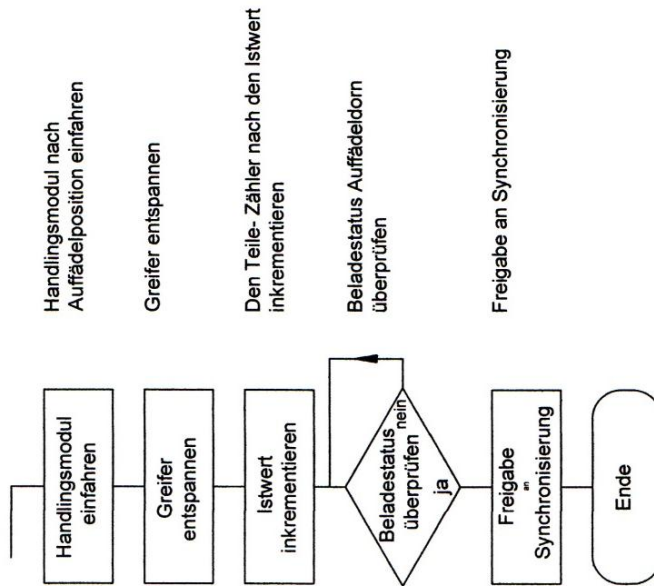 Handlingsmodul
einfahren
Handlingsmodul nach
Auffädelposition einfahren
Greifer
entspannen
Greifer entspannen
Istwert
inkrementieren
Den Teile- Zähler nach den Istwert
inkrementieren
Beladestatus
überprüfen
nein
ja
Beladestatus Auffädeldorn
überprüfen
Freigabe
an
Synchronisierung
Freigabe an Synchronisierung
Ende